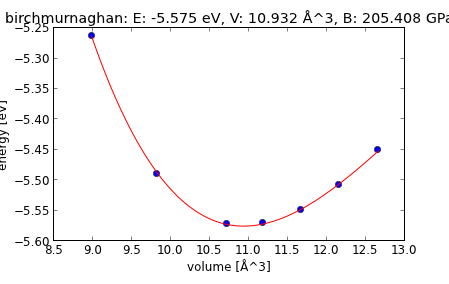 birchmurnaghan: E: -5.575 eV, V: 10.932 Å^3, B: 205.408 GPa
−5.25
−5.30
−5.35
−5.40
−5.45
−5.50
−5.55
−5.60
energy [eV]
8.5 9.0 9.5 10.0 10.5 11.0 11.5 12.0 12.5 13.0
volume [Å^3]